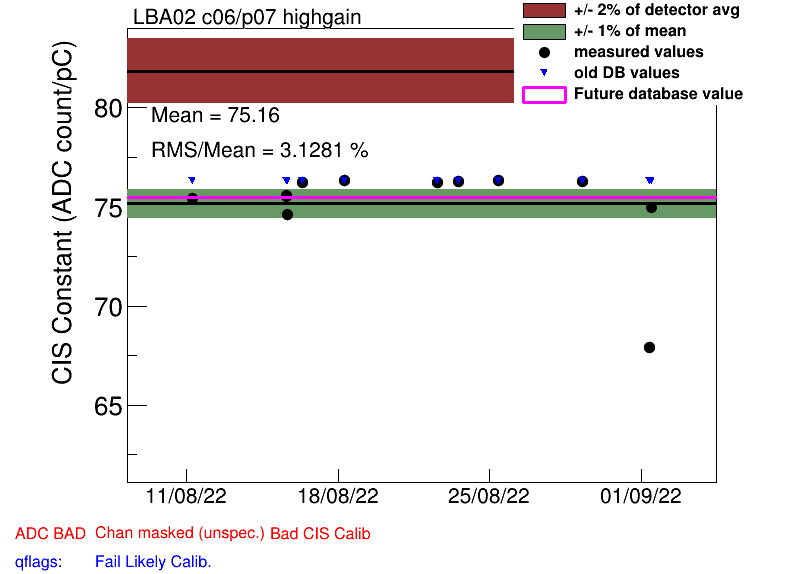 LBA02 c06/p07 highgain
+/- 2% of detector avg
+/- 1% of mean
measured values
old DB values
Future database value
CIS Constant (ADC count/pC)
Mean = 75.16
RMS/Mean = 3.1281 %
80
75
70
65
11/08/22 18/08/22 25/08/22 01/09/22
ADC BAD Chan masked (unspec.) Bad CIS Calib
qflags: Fail Likely Calib.